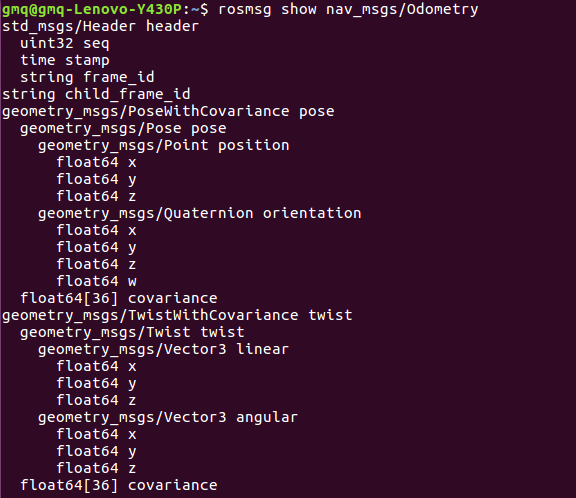 gmq@gmq-Lenovo-Y430P:~$ rosmsg show nav_msgs/Odometry
std_msgs/Header header
  uint32 seq
  time stamp
  string frame_id
string child_frame_id
geometry_msgs/PoseWithCovariance pose
  geometry_msgs/Pose pose
    geometry_msgs/Point position
      float64 x
      float64 y
      float64 z
    geometry_msgs/Quaternion orientation
      float64 x
      float64 y
      float64 z
      float64 w
  float64[36] covariance
geometry_msgs/TwistWithCovariance twist
  geometry_msgs/Twist twist
    geometry_msgs/Vector3 linear
      float64 x
      float64 y
      float64 z
    geometry_msgs/Vector3 angular
      float64 x
      float64 y
      float64 z
  float64[36] covariance